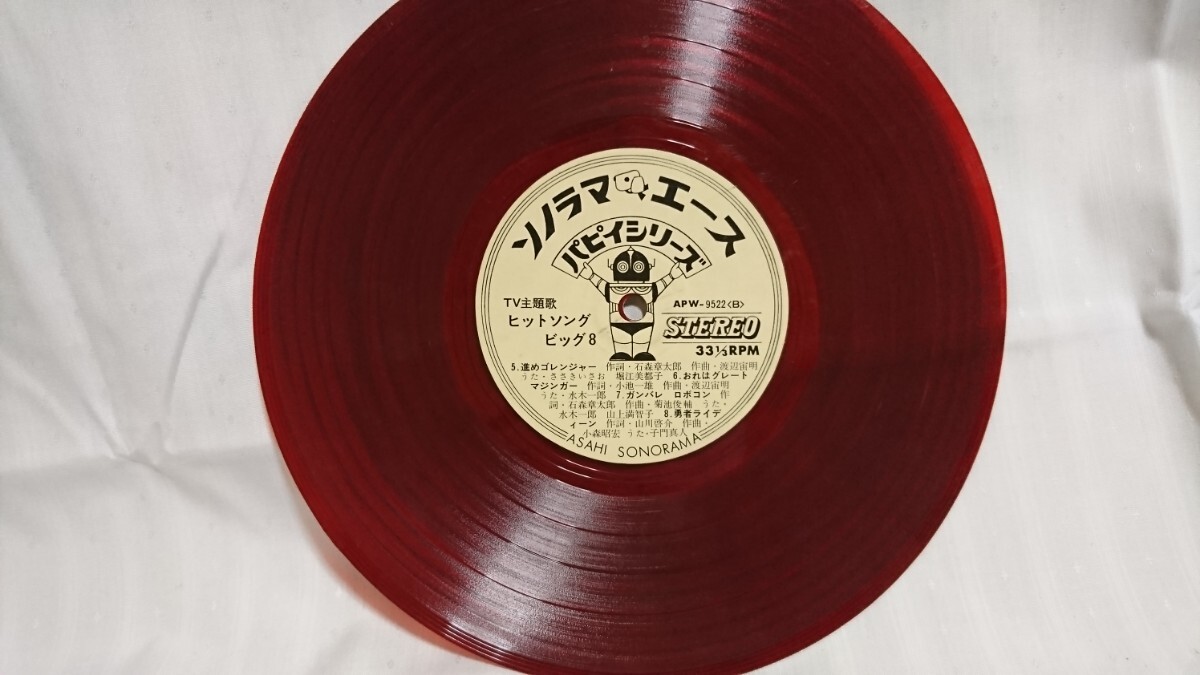 ソノラマエース
パピイシリーズ
TV主題歌
ヒットソング
ビッグ8
APW-9522<B>
STEREO
33⅓RPM
5.進めゴレンジャー 作詞・石森章太郎 作曲・渡辺宙明
うた・ささきいさお 堀江美都子 6.おれはグレート
マジンガー 作詞・小池一雄 作曲・渡辺宙明
うた・水木一郎 7.ガンバレ ロボコン 作
詞・石森章太郎 作曲・菊池俊輔 うた・
水木一郎 山上満智子 8.勇者ライデ
ィーン 作詞・山川啓介 作曲・
小森昭宏 うた・子門真人
ASAHI SONORAMA